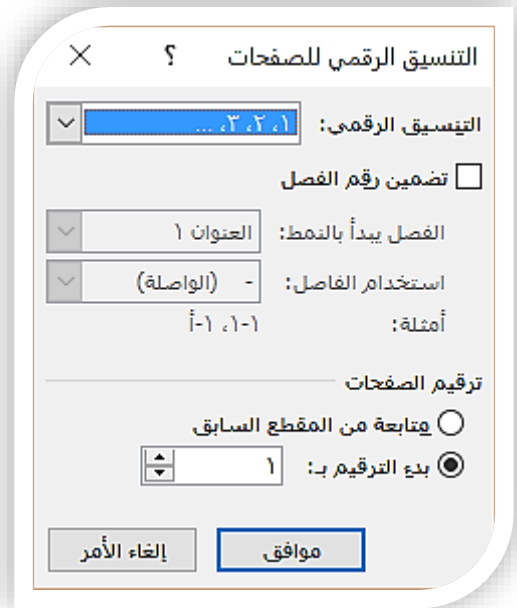 التنسيق الرقمي للصفحات ؟
التنسيق الرقمي: ١، ٢، ٣، ...
تضمين رقم الفصل
الفصل يبدأ بالنمط: العنوان ١
استخدام الفاصل: - (الواصلة)
أمثلة: ١-١، ١-أ
ترقيم الصفحات
متابعة من المقطع السابق
بدء الترقيم بـ: ١
موافق إلغاء الأمر